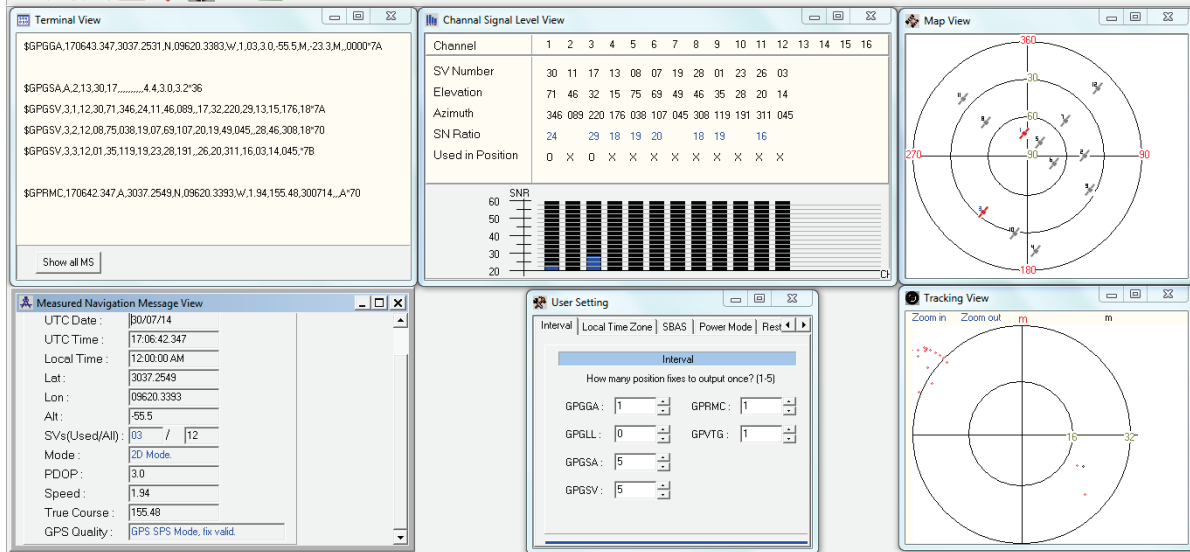 Terminal View
$GPGGA,170643.347,3037.2531,N,09620.3383,W,1,03,3.0,-55.5,M,-23.3,M,,0000*7A
$GPGSA,A,2,13,30,17,,,,,,,,,,4.4,3.0,3.2*36
$GPGSV,3,1,12,30,71,346,24,11,46,089,,17,32,220,29,13,15,176,18*7A
$GPGSV,3,2,12,08,75,038,19,07,69,107,20,19,49,045,,28,46,308,18*70
$GPGSV,3,3,12,01,35,119,19,23,28,191,,26,20,311,16,03,14,045,*7B
$GPRMC,170642.347,A,3037.2549,N,09620.3393,W,1.94,155.48,300714,,,A*70
Show all MS
Channal Signal Level View
Channel 1 2 3 4 5 6 7 8 9 10 11 12 13 14 15 16
SV Number 30 11 17 13 08 07 19 28 01 23 26 03
Elevation 71 46 32 15 75 69 49 46 35 28 20 14
Azimuth 346 089 220 176 038 107 045 308 119 191 311 045
SN Ratio 24 29 18 19 20 18 19 16
Used in Position O X O X X X X X X X X X
SNR
60
50
40
30
20
CH
Map View
360
30
60
270 90 90
180
Measured Navigation Message View
UTC Date : 30/07/14
UTC Time : 17:06:42.347
Local Time : 12:00:00 AM
Lat : 3037.2549
Lon : 09620.3393
Alt : -55.5
SVs(Used/All) : 03 / 12
Mode : 2D Mode.
PDOP : 3.0
Speed : 1.94
True Course : 155.48
GPS Quality : GPS SPS Mode, fix valid.
User Setting
Interval Local Time Zone SBAS Power Mode Rest
Interval
How many position fixes to output once? (1-5)
GPGGA : 1 GPRMC : 1
GPGLL : 0 GPVTG : 1
GPGSA : 5
GPGSV : 5
Tracking View
Zoom in Zoom out m m
16 32